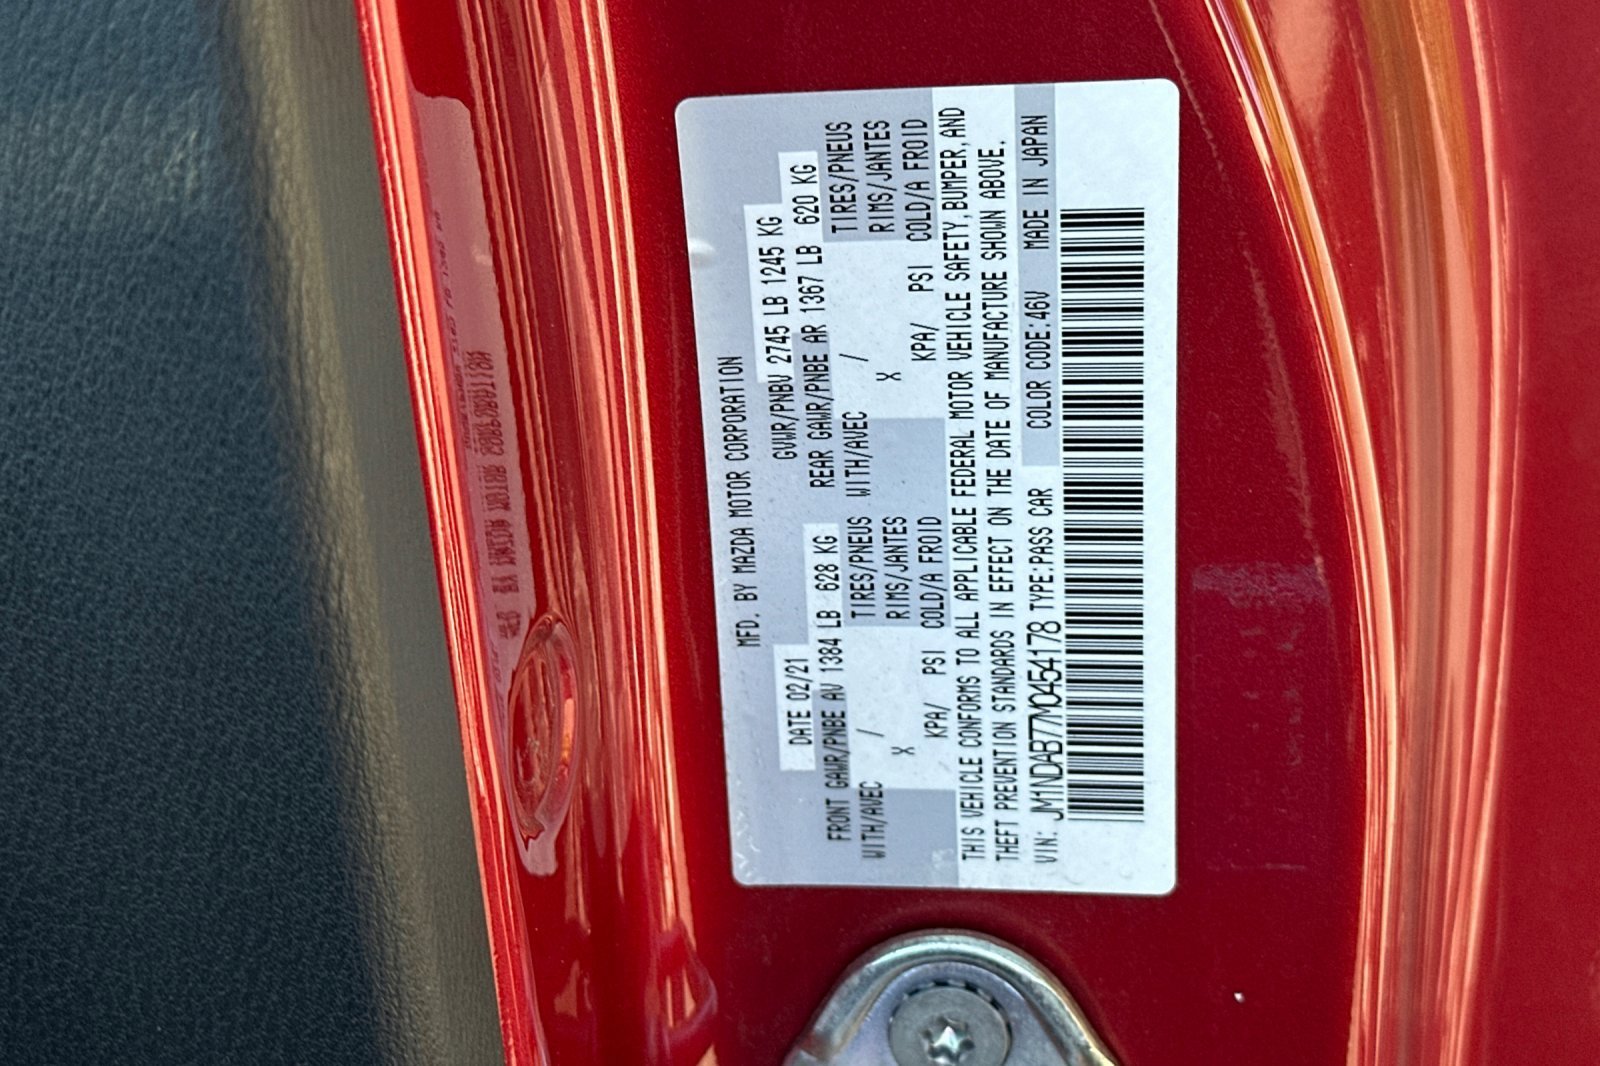 MFD. BY MAZDA MOTOR CORPORATION
DATE 02/21 GVWR/PNBV 2745 LB 1245 KG
FRONT GAWR/PNBE AV 1384 LB 628 KG REAR GAWR/PNBE AR 1367 LB 620 KG
WITH/AVEC / TIRES/PNEUS WITH/AVEC / TIRES/PNEUS
X RIMS/JANTES X RIMS/JANTES
KPA/ PSI COLD/A FROID KPA/ PSI COLD/A FROID
THIS VEHICLE CONFORMS TO ALL APPLICABLE FEDERAL MOTOR VEHICLE SAFETY, BUMPER, AND
THEFT PREVENTION STANDARDS IN EFFECT ON THE DATE OF MANUFACTURE SHOWN ABOVE.
VIN: JM1NDAB77M0454178 TYPE:PASS CAR COLOR CODE:46V MADE IN JAPAN